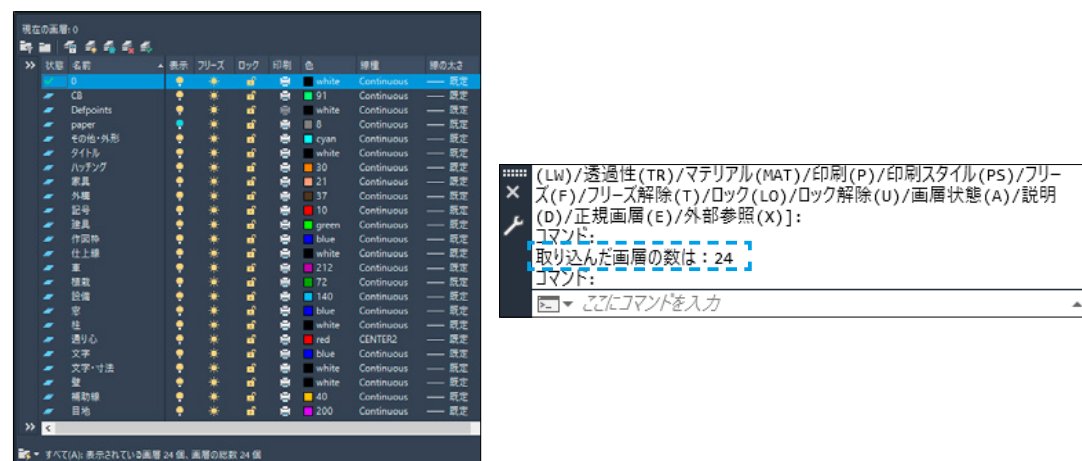 現在の画層: 0
状態 名前 表示 フリーズ ロック 印刷 色 線種 線の太さ
0 white Continuous 既定
CB 91 Continuous 既定
Defpoints white Continuous 既定
paper 8 Continuous 既定
その他・外形 cyan Continuous 既定
タイトル white Continuous 既定
ハッチング 30 Continuous 既定
家具 21 Continuous 既定
外構 37 Continuous 既定
記号 10 Continuous 既定
建具 green Continuous 既定
作図枠 blue Continuous 既定
仕上線 white Continuous 既定
車 212 Continuous 既定
植栽 72 Continuous 既定
設備 140 Continuous 既定
窓 blue Continuous 既定
柱 white Continuous 既定
通り心 red CENTER2 既定
文字 blue Continuous 既定
文字・寸法 white Continuous 既定
壁 white Continuous 既定
補助線 40 Continuous 既定
目地 200 Continuous 既定
すべて(A): 表示されている画層 24 個、画層の総数 24 個
(LW)/透過性(TR)/マテリアル(MAT)/印刷(P)/印刷スタイル(PS)/フリー
ズ(F)/フリーズ解除(T)/ロック(LO)/ロック解除(U)/画層状態(A)/説明
(D)/正規画層(E)/外部参照(X)]:
コマンド:
取り込んだ画層の数は：24
コマンド:
ここにコマンドを入力